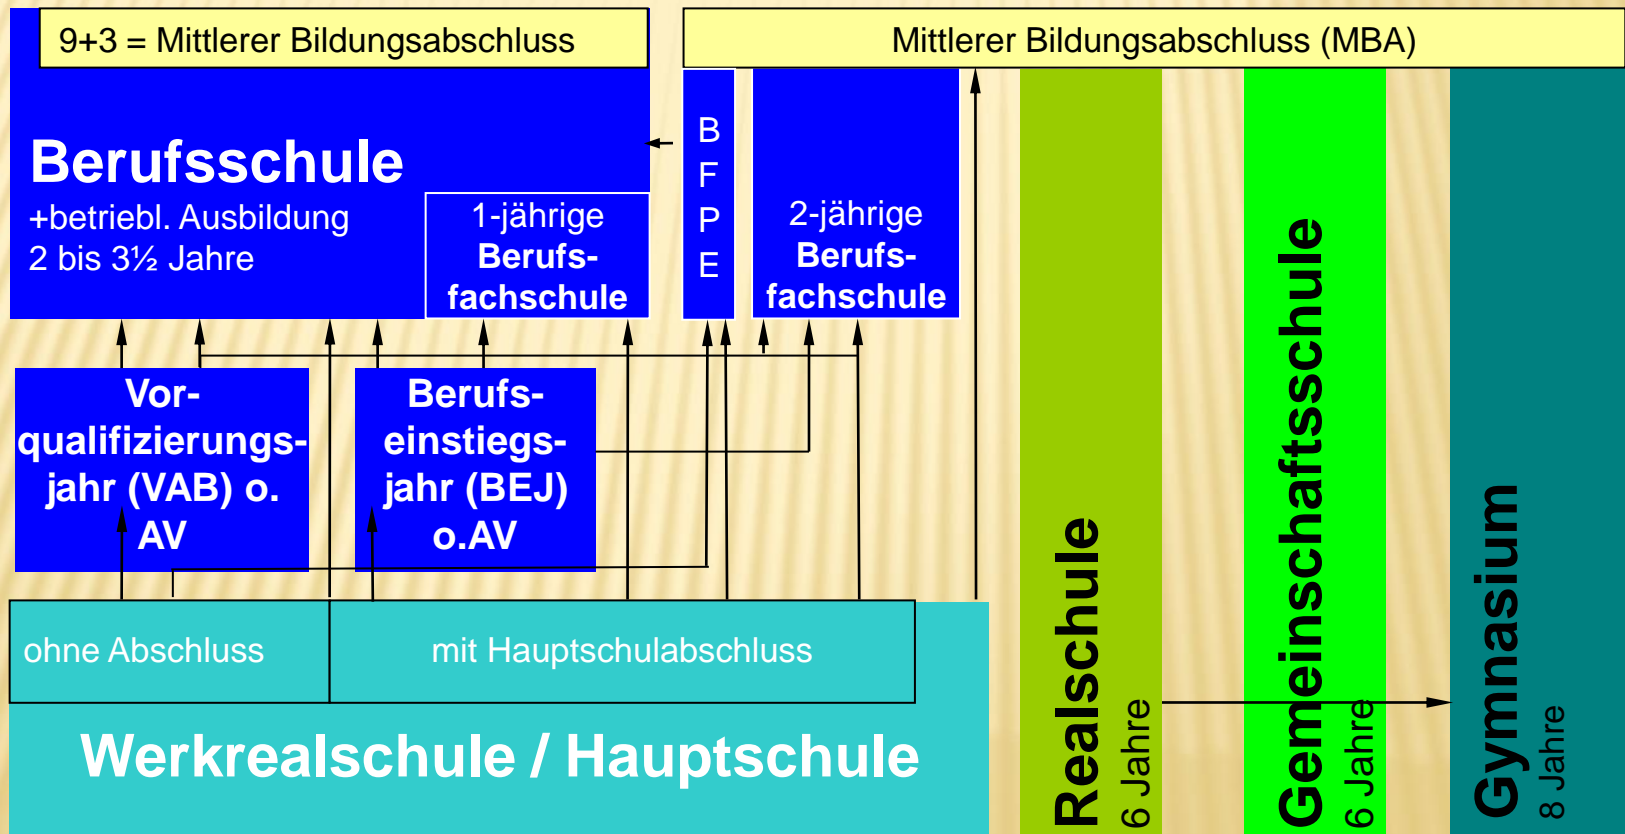 9+3 = Mittlerer Bildungsabschluss
Mittlerer Bildungsabschluss (MBA)
Berufsschule
+betriebl. Ausbildung
2 bis 3½ Jahre
1-jährige
Berufs-
fachschule
B
F
P
E
2-jährige
Berufs-
fachschule
Vor-
qualifizierungs-
jahr (VAB) o.
AV
Berufs-
einstiegs-
jahr (BEJ)
o.AV
ohne Abschluss
mit Hauptschulabschluss
Werkrealschule / Hauptschule
Realschule
6 Jahre
Gemeinschaftsschule
6 Jahre
Gymnasium
8 Jahre